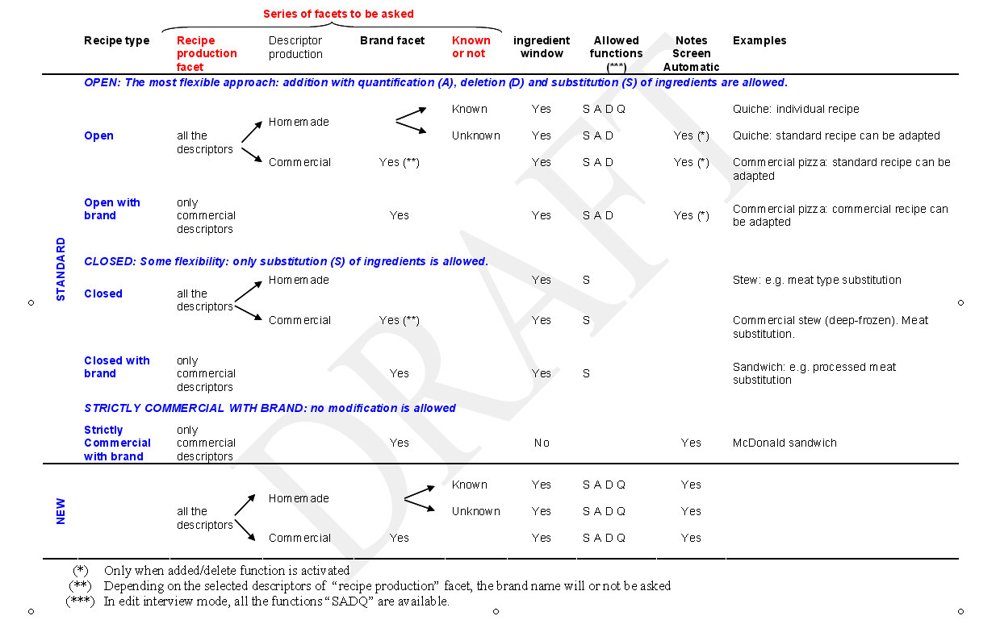 Series of facets to be asked
Recipe type Recipe production facet Descriptor production Brand facet Known or not ingredient window Allowed functions (***) Notes Screen Automatic Examples
OPEN: The most flexible approach: addition with quantification (A), deletion (D) and substitution (S) of ingredients are allowed.
Known Yes S A D Q Quiche: individual recipe
Homemade
Open all the descriptors Unknown Yes S A D Yes (*) Quiche: standard recipe can be adapted
Commercial Yes (**) Yes S A D Yes (*) Commercial pizza: standard recipe can be adapted
Open with brand only commercial descriptors Yes Yes S A D Yes (*) Commercial pizza: commercial recipe can be adapted
STANDARD
CLOSED: Some flexibility: only substitution (S) of ingredients is allowed.
Homemade Yes S Stew: e.g. meat type substitution
Closed all the descriptors
Commercial Yes (**) Yes S Commercial stew (deep-frozen). Meat substitution.
Closed with brand only commercial descriptors Yes Yes S Sandwich: e.g. processed meat substitution
STRICTLY COMMERCIAL WITH BRAND: no modification is allowed
Strictly Commercial with brand only commercial descriptors Yes No Yes McDonald sandwich
Known Yes S A D Q Yes
Homemade
NEW all the descriptors Unknown Yes S A D Q Yes
Commercial Yes Yes S A D Q Yes
(*) Only when added/delete function is activated
(**) Depending on the selected descriptors of “recipe production” facet, the brand name will or not be asked
(***) In edit interview mode, all the functions “SADQ” are available.
DRAFT